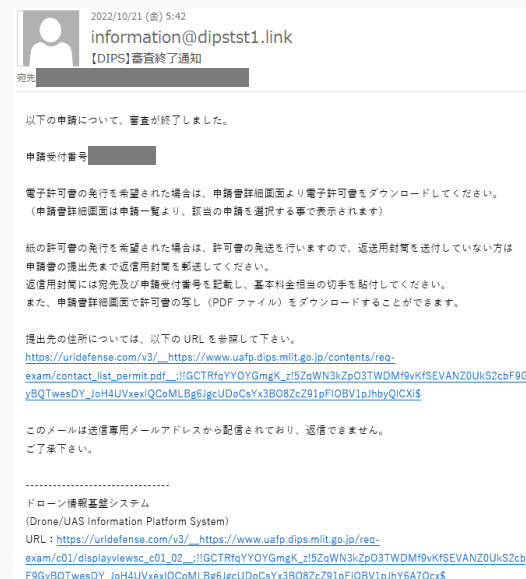 2022/10/21 (金) 5:42
information@dipstst1.link
【DIPS】審査終了通知
宛先
以下の申請について、審査が終了しました。
申請受付番号
電子許可書の発行を希望された場合は、申請書詳細画面より電子許可書をダウンロードしてください。
（申請書詳細画面は申請一覧より、該当の申請を選択する事で表示されます）
紙の許可書の発行を希望された場合は、許可書の発送を行いますので、返送用封筒を送付していない方は
申請書の提出先まで返信用封筒を郵送してください。
返信用封筒には宛先及び申請受付番号を記載し、基本料金相当の切手を貼付してください。
また、申請書詳細画面で許可書の写し（PDFファイル）をダウンロードすることができます。
提出先の住所については、以下の URL を参照して下さい。
https://urldefense.com/v3/__https://www.uafp.dips.mlit.go.jp/contents/req-
exam/contact_list_permit.pdf__;!!GCTRfqYYOYGmgK_z!5ZqWN3kZpO3TWDMf9vKfSEVANZ0UkS2cbF9G
yBQTwesDY_JoH4UVxexIQCoMLBg6JgcUDoCsYx3BO8ZcZ91pFIOBV1pJhbyQlCXi$
このメールは送信専用メールアドレスから配信されており、返信できません。
ご了承下さい。
--------------------------------
ドローン情報基盤システム
(Drone/UAS Information Platform System)
URL：https://urldefense.com/v3/__https://www.uafp.dips.mlit.go.jp/req-
exam/c01/displayviewsc_c01_02__;!!GCTRfqYYOYGmgK_z!5ZqWN3kZpO3TWDMf9vKfSEVANZ0UkS2cb
F9GyBQTwesDY_JoH4UVxexIQCoMLBg6JgcUDoCsYx3BO8ZcZ91pFIOBV1pJhY6A7Ocx$